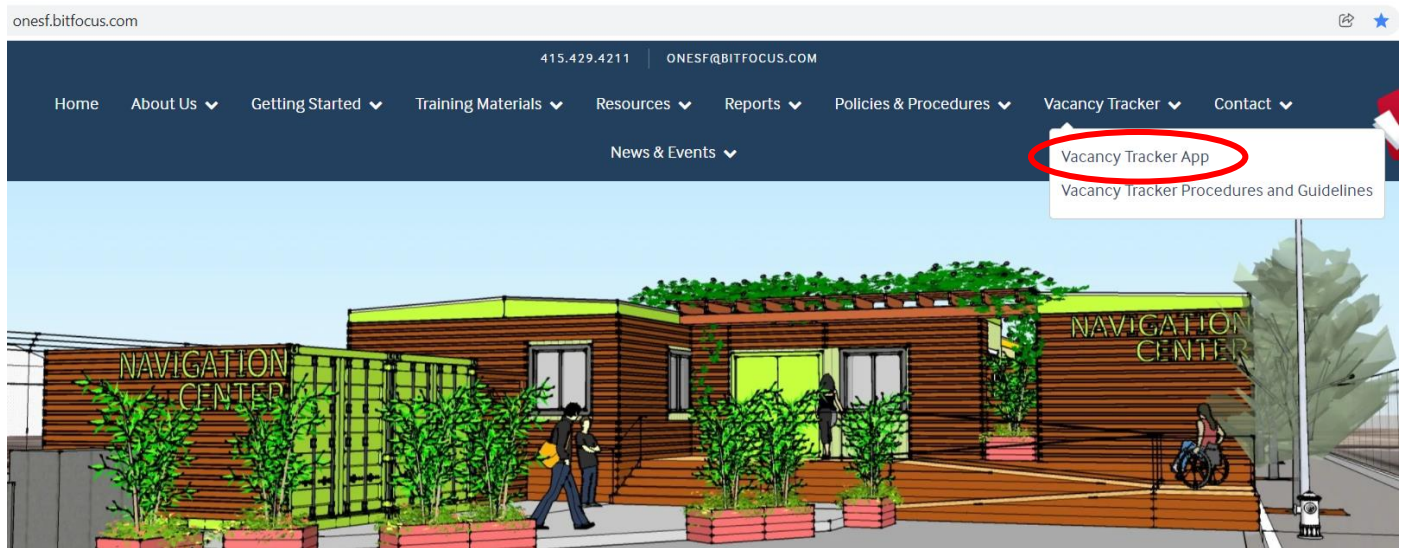 onesf.bitfocus.com
415.429.4211 ONESF@BITFOCUS.COM
Home About Us Getting Started Training Materials Resources Reports Policies & Procedures Vacancy Tracker Contact
News & Events
Vacancy Tracker App
Vacancy Tracker Procedures and Guidelines
NAVIGATION
CENTER
NAVIGATION
CENTER